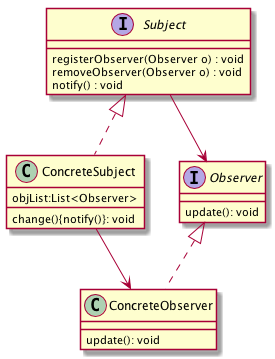 I Subject
registerObserver(Observer o) : void
removeObserver(Observer o) : void
notify() : void
C ConcreteSubject
objList:List<Observer>
change(){notify()}: void
I Observer
update(): void
C ConcreteObserver
update(): void